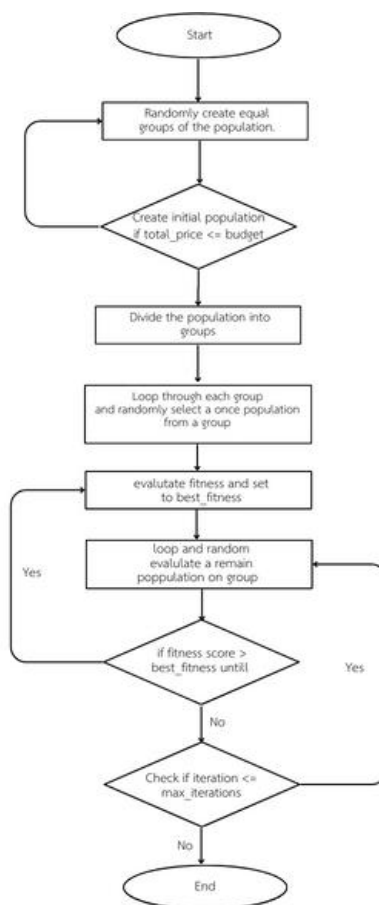 Start
Randomly create equal
groups of the population.
Create initial population
if total_price <= budget
Divide the population into
groups
Loop through each group
and randomly select a once population
from a group
evalutate fitness and set
to best_fitness
loop and random
evalulate a remain
poppulation on group
Yes
if fitness score >
best_fitness untill
Yes
No
Check if iteration <=
max_iterations
No
End